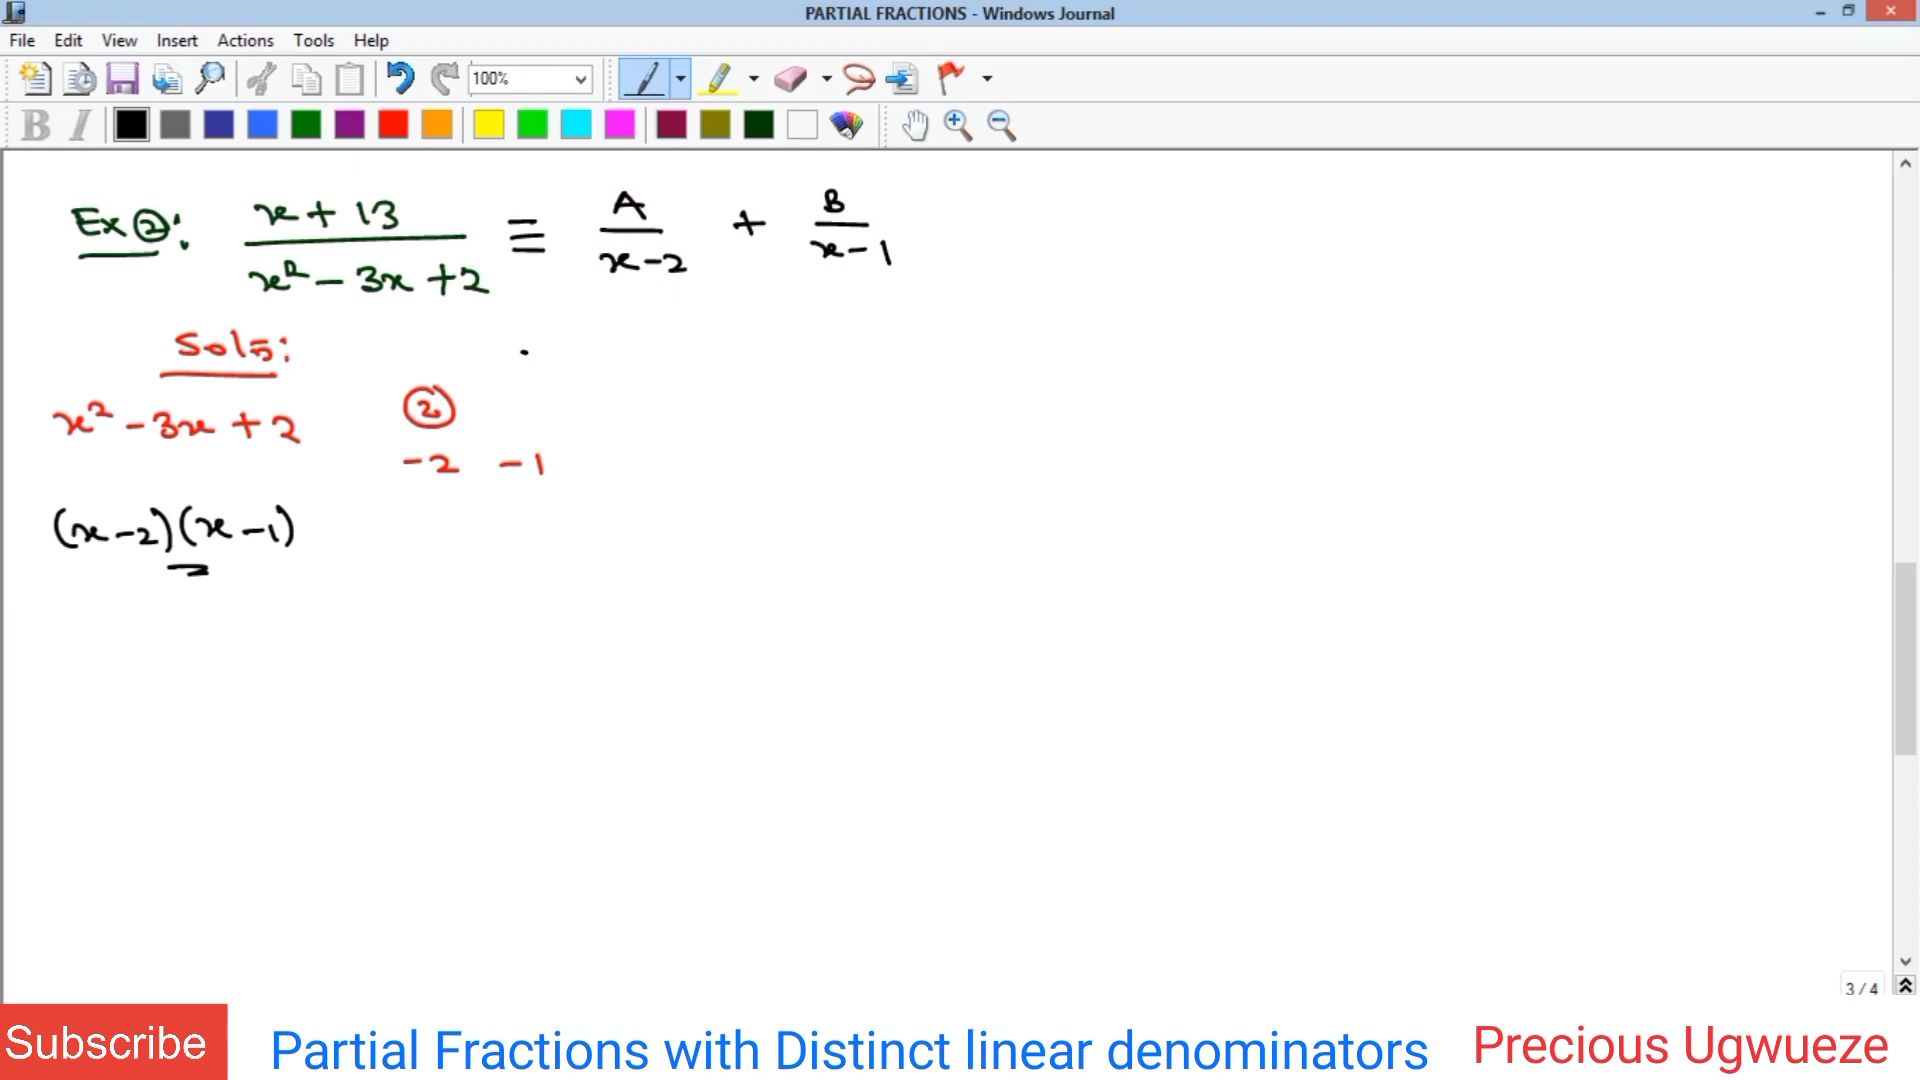 PARTIAL FRACTIONS - Windows Journal
File Edit View Insert Actions Tools Help
100%
B I
Ex ②: x + 13 / x² - 3x + 2 ≡ A / x - 2 + B / x - 1
Soln:
x² - 3x + 2 ②
-2 -1
(x - 2)(x - 1)
3 / 4
Subscribe Partial Fractions with Distinct linear denominators Precious Ugwueze